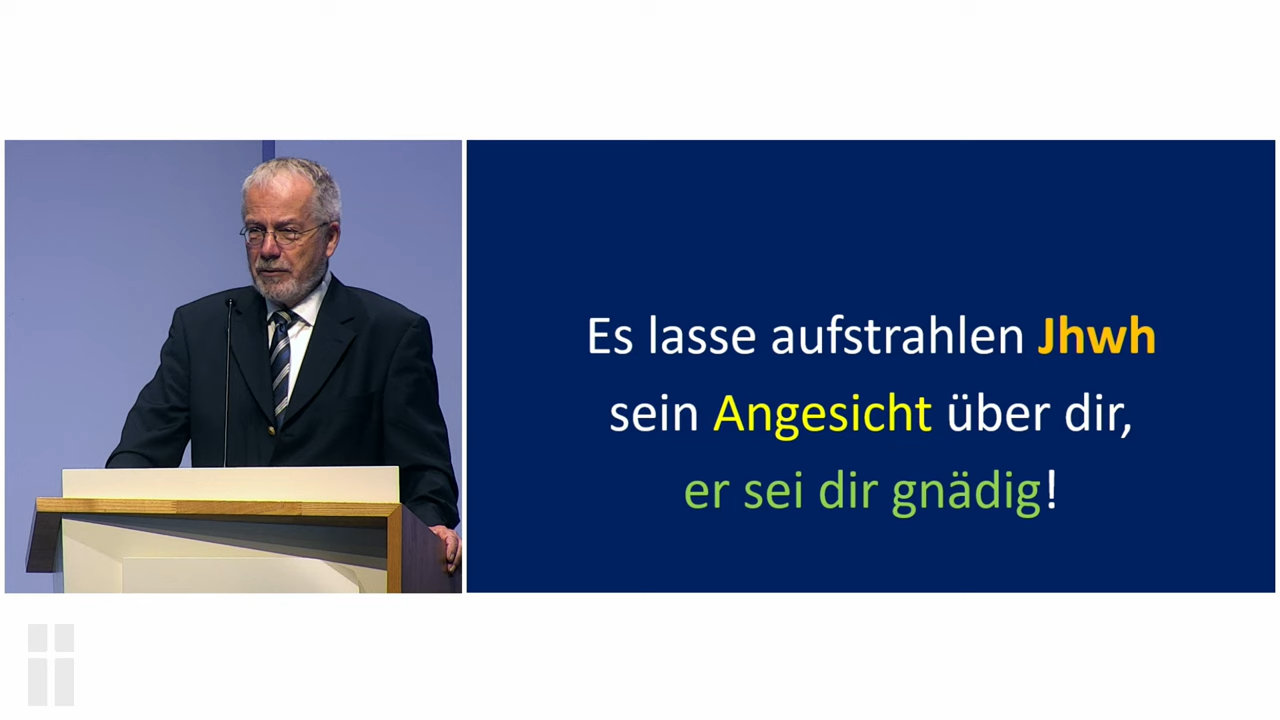 Es lasse aufstrahlen Jhwh
sein Angesicht über dir,
er sei dir gnädig!